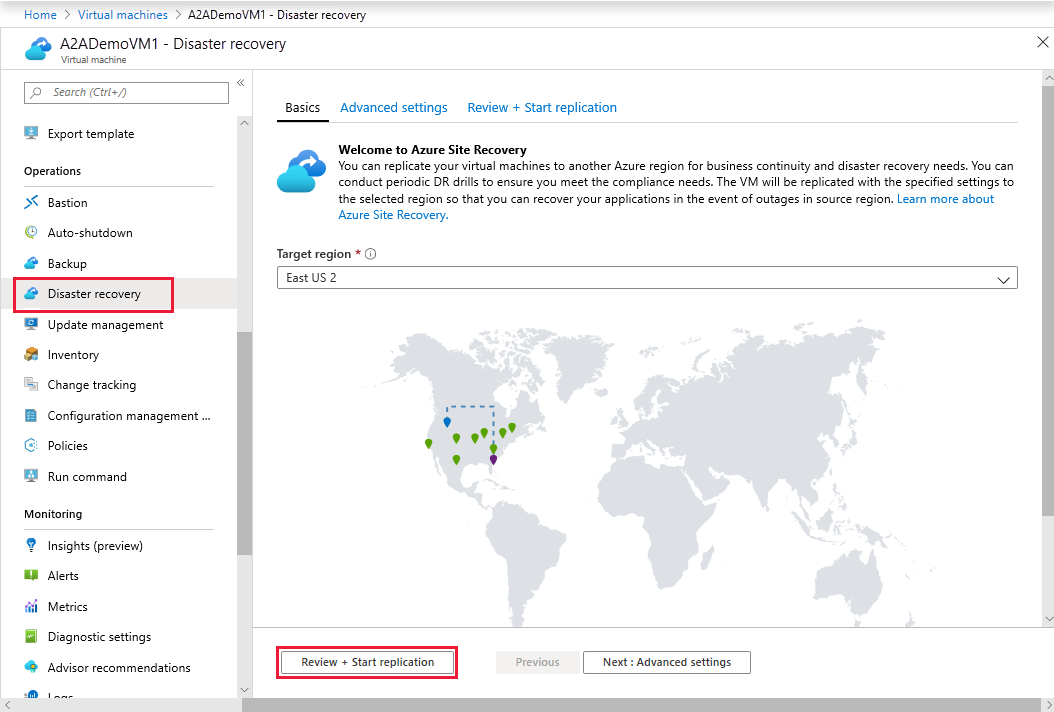 Home > Virtual machines > A2ADemoVM1 - Disaster recovery
A2ADemoVM1 - Disaster recovery
Virtual machine
Search (Ctrl+/)
Export template
Operations
Bastion
Auto-shutdown
Backup
Disaster recovery
Update management
Inventory
Change tracking
Configuration management ...
Policies
Run command
Monitoring
Insights (preview)
Alerts
Metrics
Diagnostic settings
Advisor recommendations
Logs
Basics Advanced settings Review + Start replication
Welcome to Azure Site Recovery
You can replicate your virtual machines to another Azure region for business continuity and disaster recovery needs. You can
conduct periodic DR drills to ensure you meet the compliance needs. The VM will be replicated with the specified settings to
the selected region so that you can recover your applications in the event of outages in source region. Learn more about
Azure Site Recovery.
Target region *
East US 2
Review + Start replication Previous Next : Advanced settings